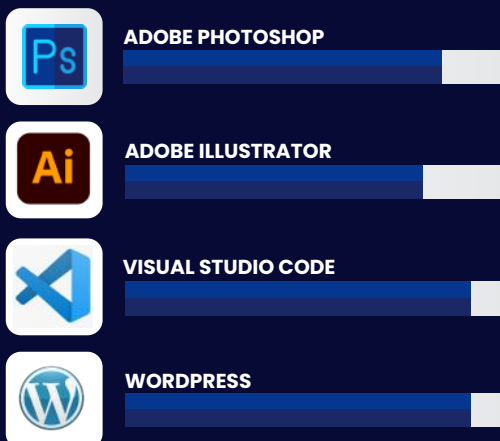 Ps
ADOBE PHOTOSHOP
Ai
ADOBE ILLUSTRATOR
VISUAL STUDIO CODE
W
WORDPRESS